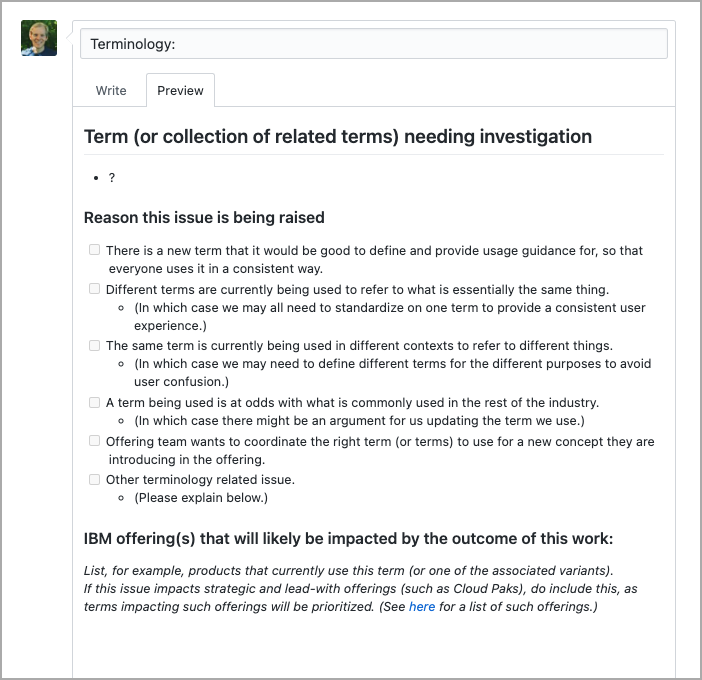 Terminology:
Write Preview
Term (or collection of related terms) needing investigation
• ?
Reason this issue is being raised
There is a new term that it would be good to define and provide usage guidance for, so that
everyone uses it in a consistent way.
Different terms are currently being used to refer to what is essentially the same thing.
(In which case we may all need to standardize on one term to provide a consistent user
experience.)
The same term is currently being used in different contexts to refer to different things.
(In which case we may need to define different terms for the different purposes to avoid
user confusion.)
A term being used is at odds with what is commonly used in the rest of the industry.
(In which case there might be an argument for us updating the term we use.)
Offering team wants to coordinate the right term (or terms) to use for a new concept they are
introducing in the offering.
Other terminology related issue.
(Please explain below.)
IBM offering(s) that will likely be impacted by the outcome of this work:
List, for example, products that currently use this term (or one of the associated variants).
If this issue impacts strategic and lead-with offerings (such as Cloud Paks), do include this, as
terms impacting such offerings will be prioritized. (See here for a list of such offerings.)